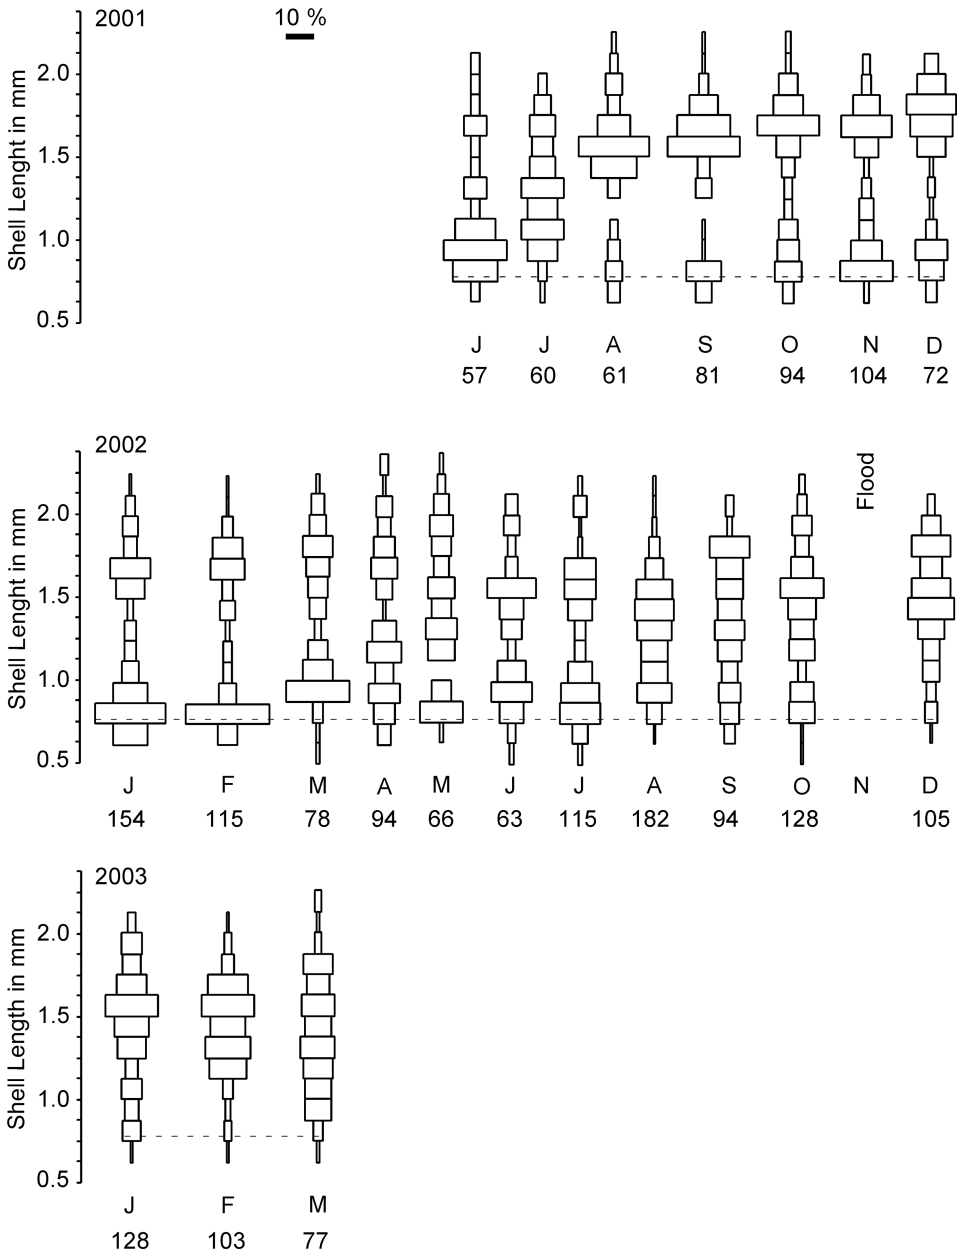 2001
10 %
Shell Lenght in mm
2.0
1.5
1.0
0.5
J J A S O N D
57 60 61 81 94 104 72
2002
Flood
Shell Lenght in mm
2.0
1.5
1.0
0.5
J F M A M J J A S O N D
154 115 78 94 66 63 115 182 94 128 105
2003
Shell Length in mm
2.0
1.5
1.0
0.5
J F M
128 103 77